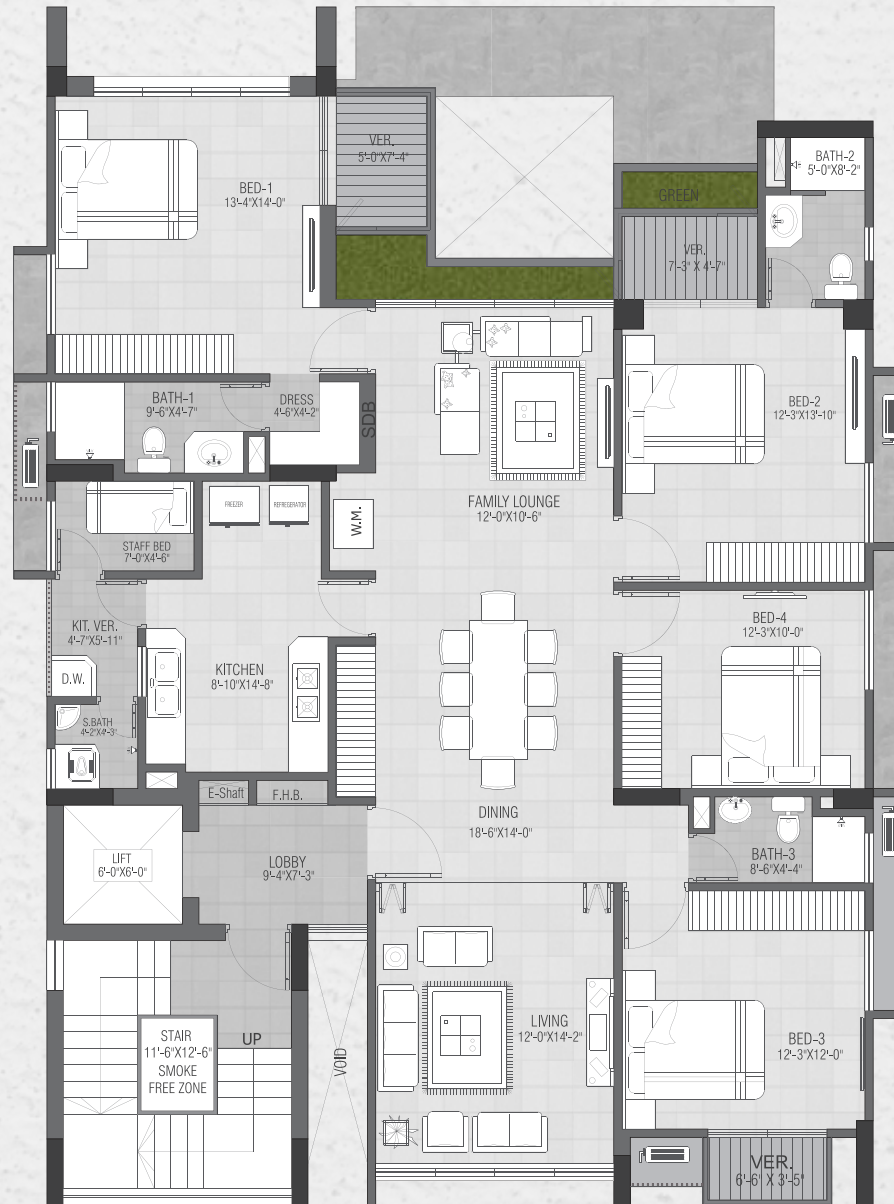 VER.
5'-0"X7'-4"
BATH-2
5'-0"X8'-2"
BED-1
13'-4"X14'-0"
GREEN
VER.
7'-3" X 4'-7"
BATH-1
9'-6"X4'-7"
DRESS
4'-6"X4'-2"
SDB
BED-2
12'-3"X13'-10"
FREEZER
REFREGERATOR
W.M.
FAMILY LOUNGE
12'-0"X10'-6"
STAFF BED
7'-0"X4'-6"
KIT. VER.
4'-7"X5'-11"
BED-4
12'-3"X10'-0"
D.W.
KITCHEN
8'-10"X14'-8"
S.BATH
4'-2"X4'-3"
E-Shaft
F.H.B.
DINING
18'-6"X14'-0"
LIFT
6'-0"X6'-0"
LOBBY
9'-4"X7'-3"
BATH-3
8'-6"X4'-4"
STAIR
11'-6"X12'-6"
SMOKE
FREE ZONE
UP
VOID
LIVING
12'-0"X14'-2"
BED-3
12'-3"X12'-0"
VER.
6'-6" X 3'-5"